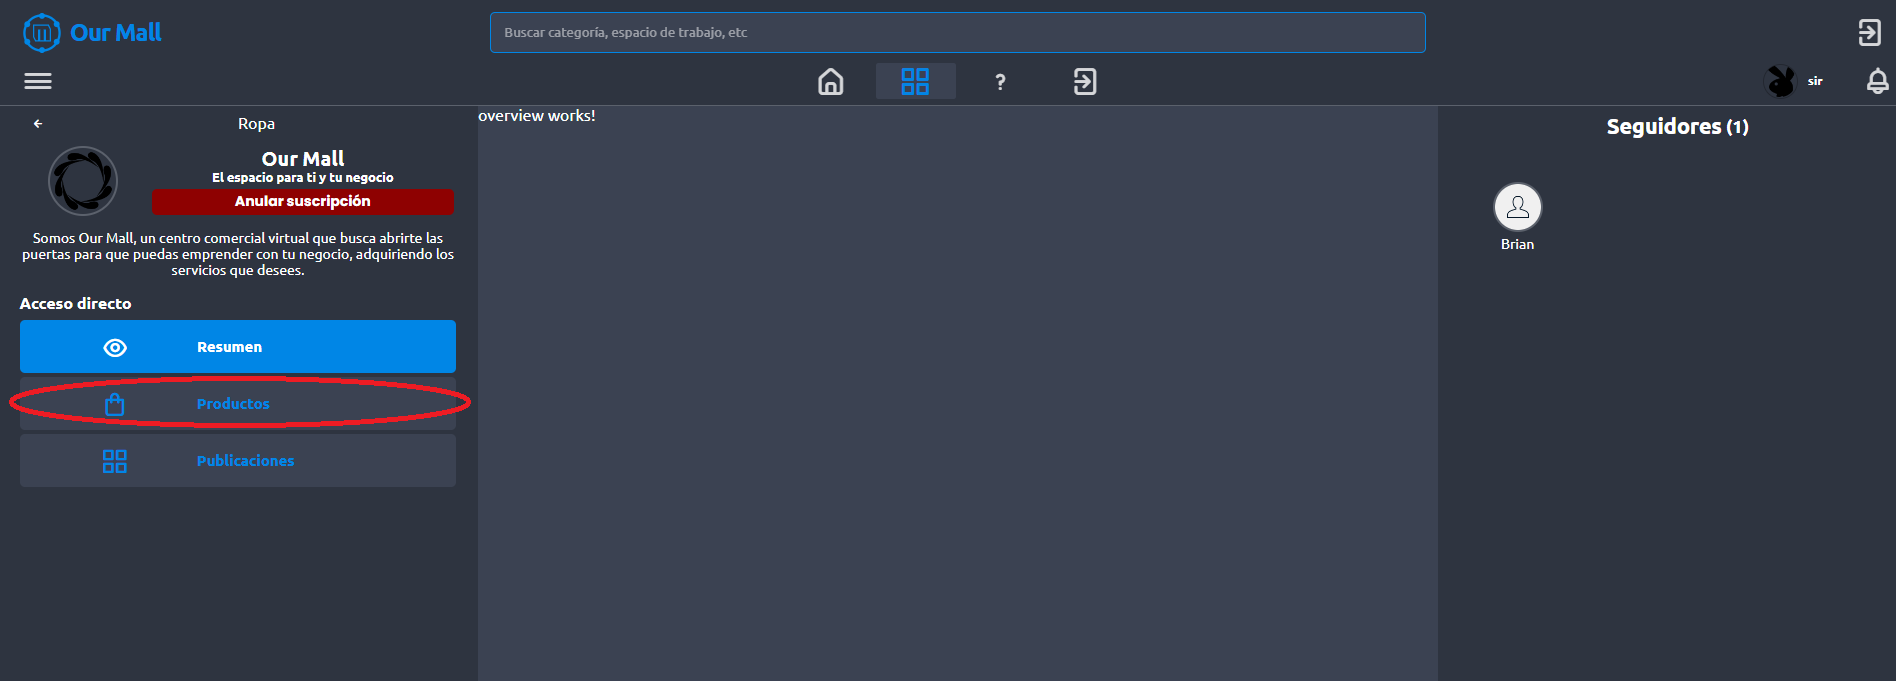 Our Mall
Buscar categoría, espacio de trabajo, etc
?
sir
Ropa
Our Mall
El espacio para ti y tu negocio
Anular suscripción
Somos Our Mall, un centro comercial virtual que busca abrirte las
puertas para que puedas emprender con tu negocio, adquiriendo los
servicios que desees.
Acceso directo
Resumen
Productos
Publicaciones
overview works!
Seguidores (1)
Brian